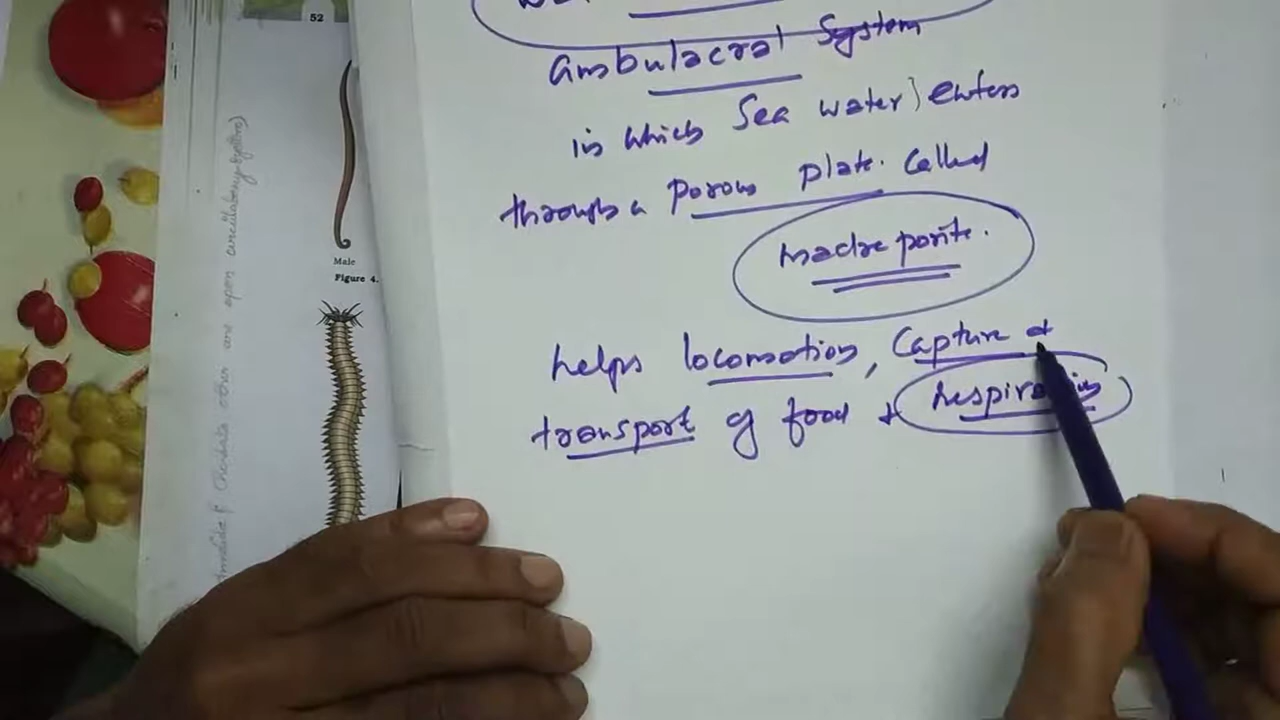 52
Ambulacral System
in which Sea water enters
through a Porous plate. Called
Madreporite.
helps locomotion, Capture &
transport of food + Respiration
Male
Figure 4.